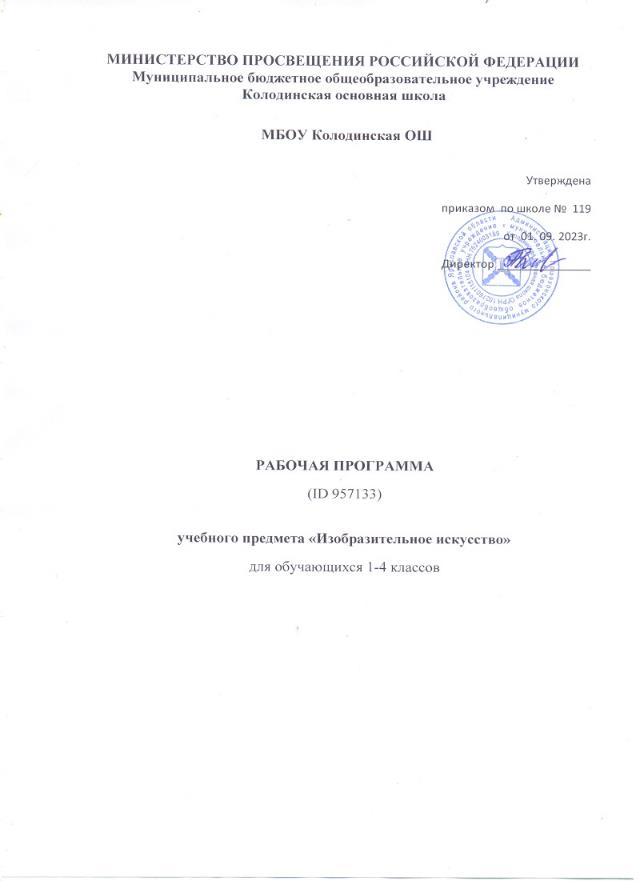 МИНИСТЕРСТВО ПРОСВЕЩЕНИЯ РОССИЙСКОЙ ФЕДЕРАЦИИ
Муниципальное бюджетное общеобразовательное учреждение
Колодинская основная школа
МБОУ Колодинская ОШ
Утверждена
приказом по школе № 119
от 01. 09. 2023г.
Директор
РАБОЧАЯ ПРОГРАММА
(ID 957133)
учебного предмета «Изобразительное искусство»
для обучающихся 1-4 классов